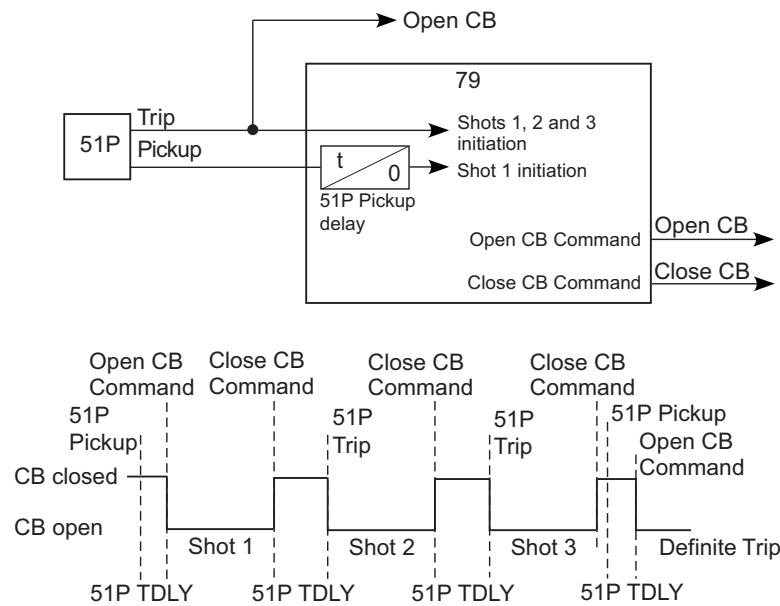 Open CB
79
Trip
51P
Pickup
Shots 1, 2 and 3
initiation
t
0
Shot 1 initiation
51P Pickup
delay
Open CB Command
Open CB
Close CB Command
Close CB
Open CB
Command
Close CB
Command
Close CB
Command
Close CB
Command
51P
Pickup
51P
Trip
51P
Trip
51P Pickup
Open CB
Command
CB closed
CB open
Shot 1
Shot 2
Shot 3
Definite Trip
51P TDLY
51P TDLY
51P TDLY
51P TDLY